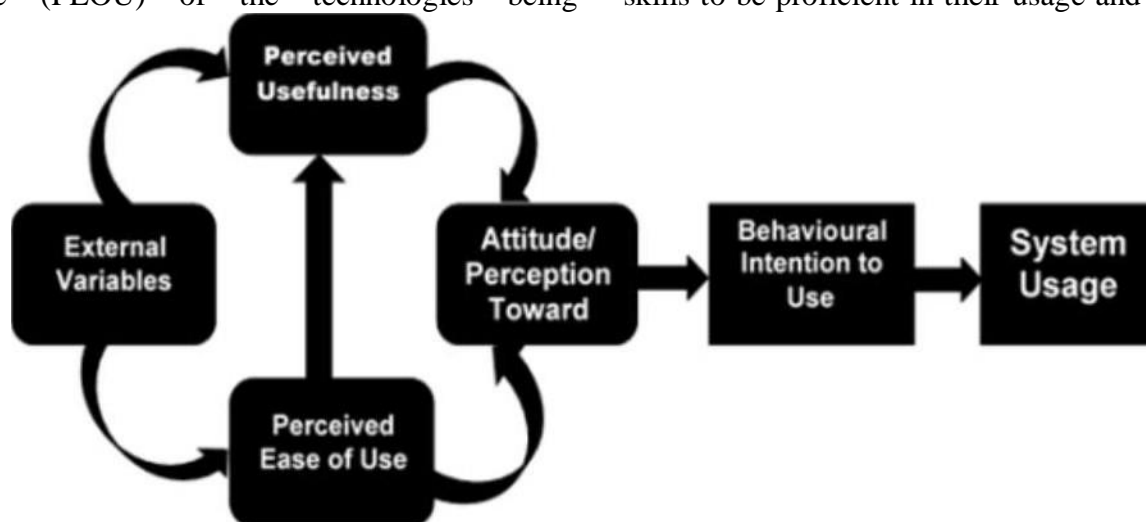 (PEOU) of the technologies being
skills to be proficient in their usage and
Perceived
Usefulness
External
Variables
Attitude/
Perception
Toward
Behavioural
Intention to
Use
System
Usage
Perceived
Ease of Use